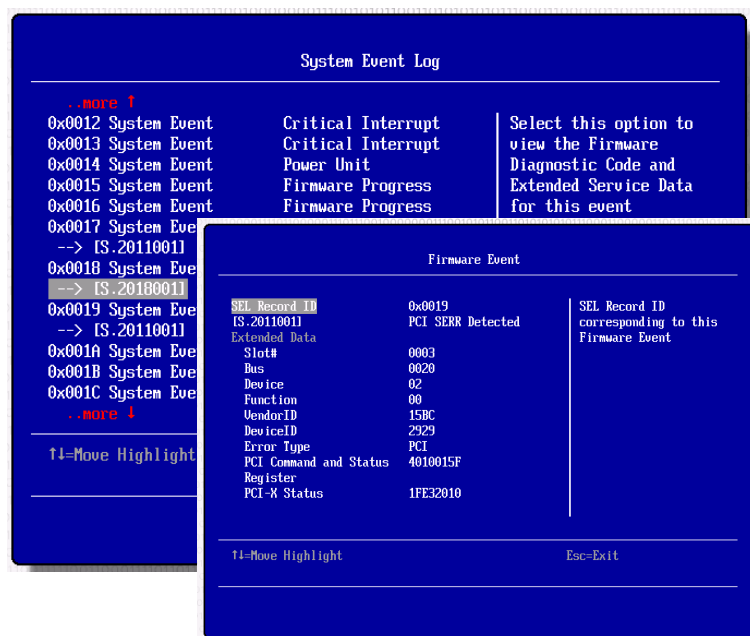 System Event Log
..more ↑
0x0012 System Event Critical Interrupt
0x0013 System Event Critical Interrupt
0x0014 System Event Power Unit
0x0015 System Event Firmware Progress
0x0016 System Event Firmware Progress
0x0017 System Eve
--> [S.2011001]
0x0018 System Eve
--> [S.2018001]
0x0019 System Eve
--> [S.2011001]
0x001A System Eve
0x001B System Eve
0x001C System Eve
..more ↓
Select this option to
view the Firmware
Diagnostic Code and
Extended Service Data
for this event
↑↓=Move Highlight
Firmware Event
SEL Record ID 0x0019
[S.2011001] PCI SERR Detected
Extended Data
Slot# 0003
Bus 0020
Device 02
Function 00
VendorID 15BC
DeviceID 2929
Error Type PCI
PCI Command and Status 4010015F
Register
PCI-X Status 1FE32010
SEL Record ID
corresponding to this
Firmware Event
↑↓=Move Highlight Esc=Exit